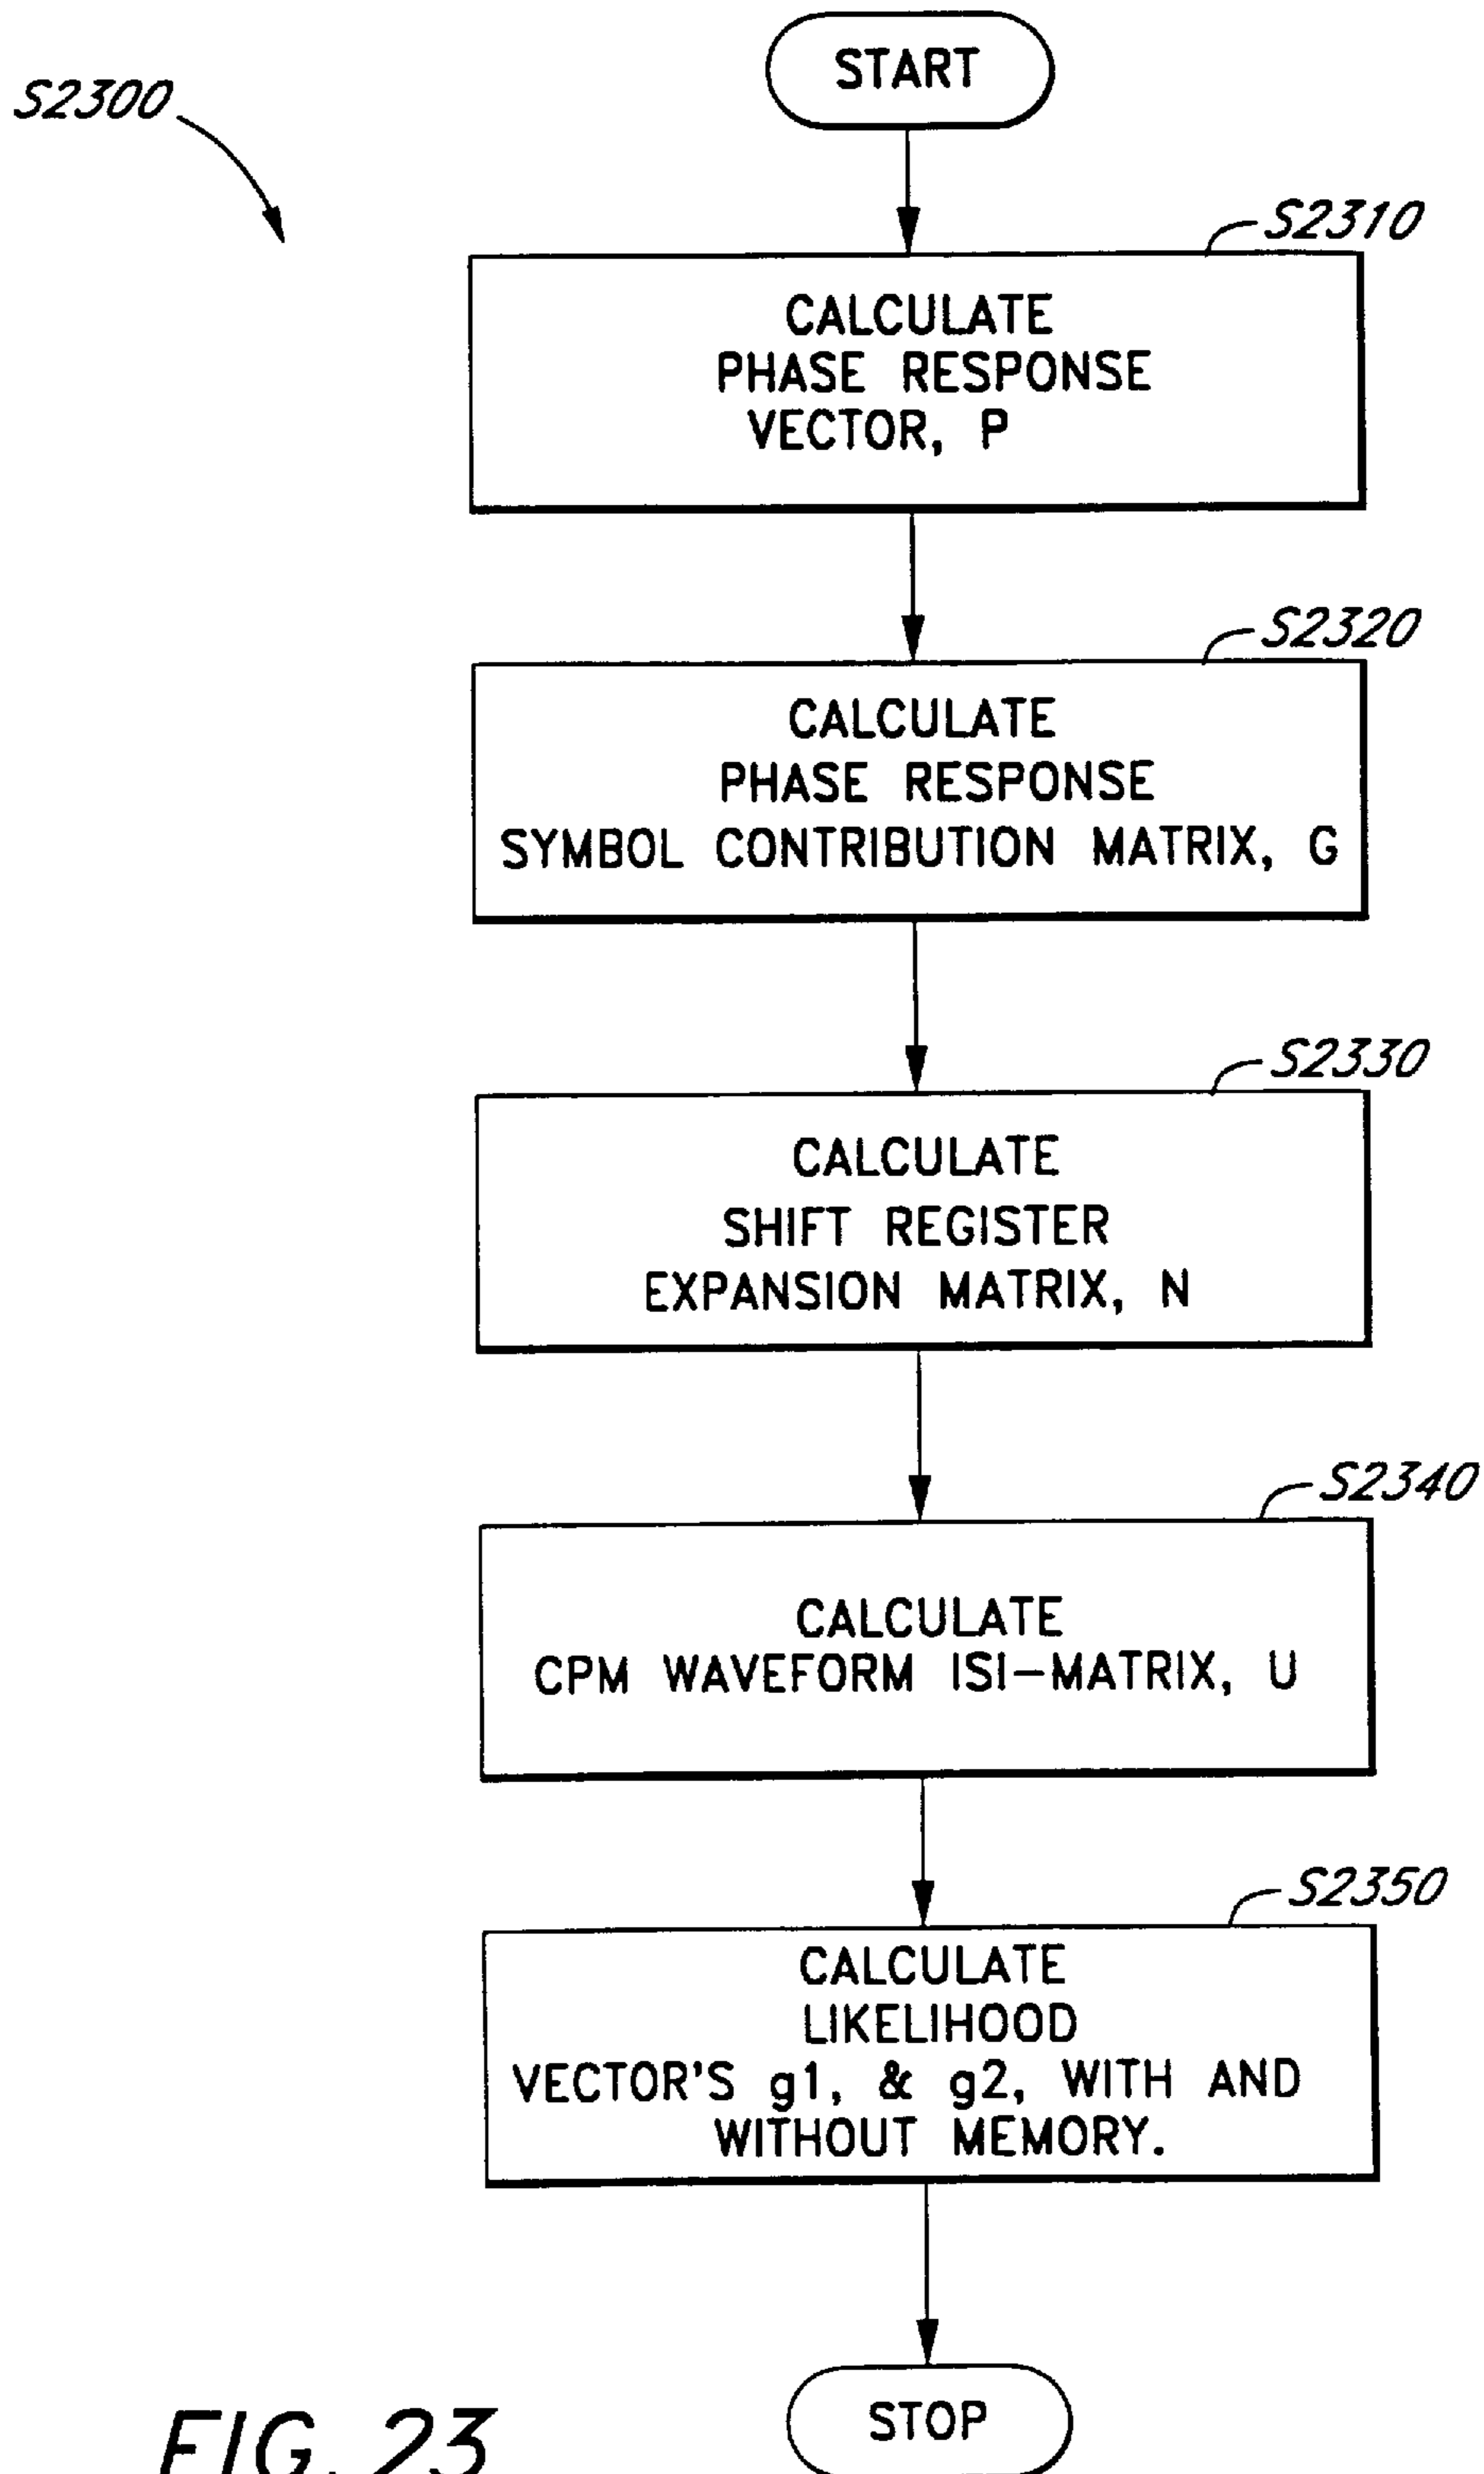 START
S2300
S2310
CALCULATE
PHASE RESPONSE
VECTOR, P
S2320
CALCULATE
PHASE RESPONSE
SYMBOL CONTRIBUTION MATRIX, G
S2330
CALCULATE
SHIFT REGISTER
EXPANSION MATRIX, N
S2340
CALCULATE
CPM WAVEFORM ISI-MATRIX, U
S2350
CALCULATE
LIKELIHOOD
VECTOR'S g1, & g2, WITH AND
WITHOUT MEMORY.
STOP
FIG. 23